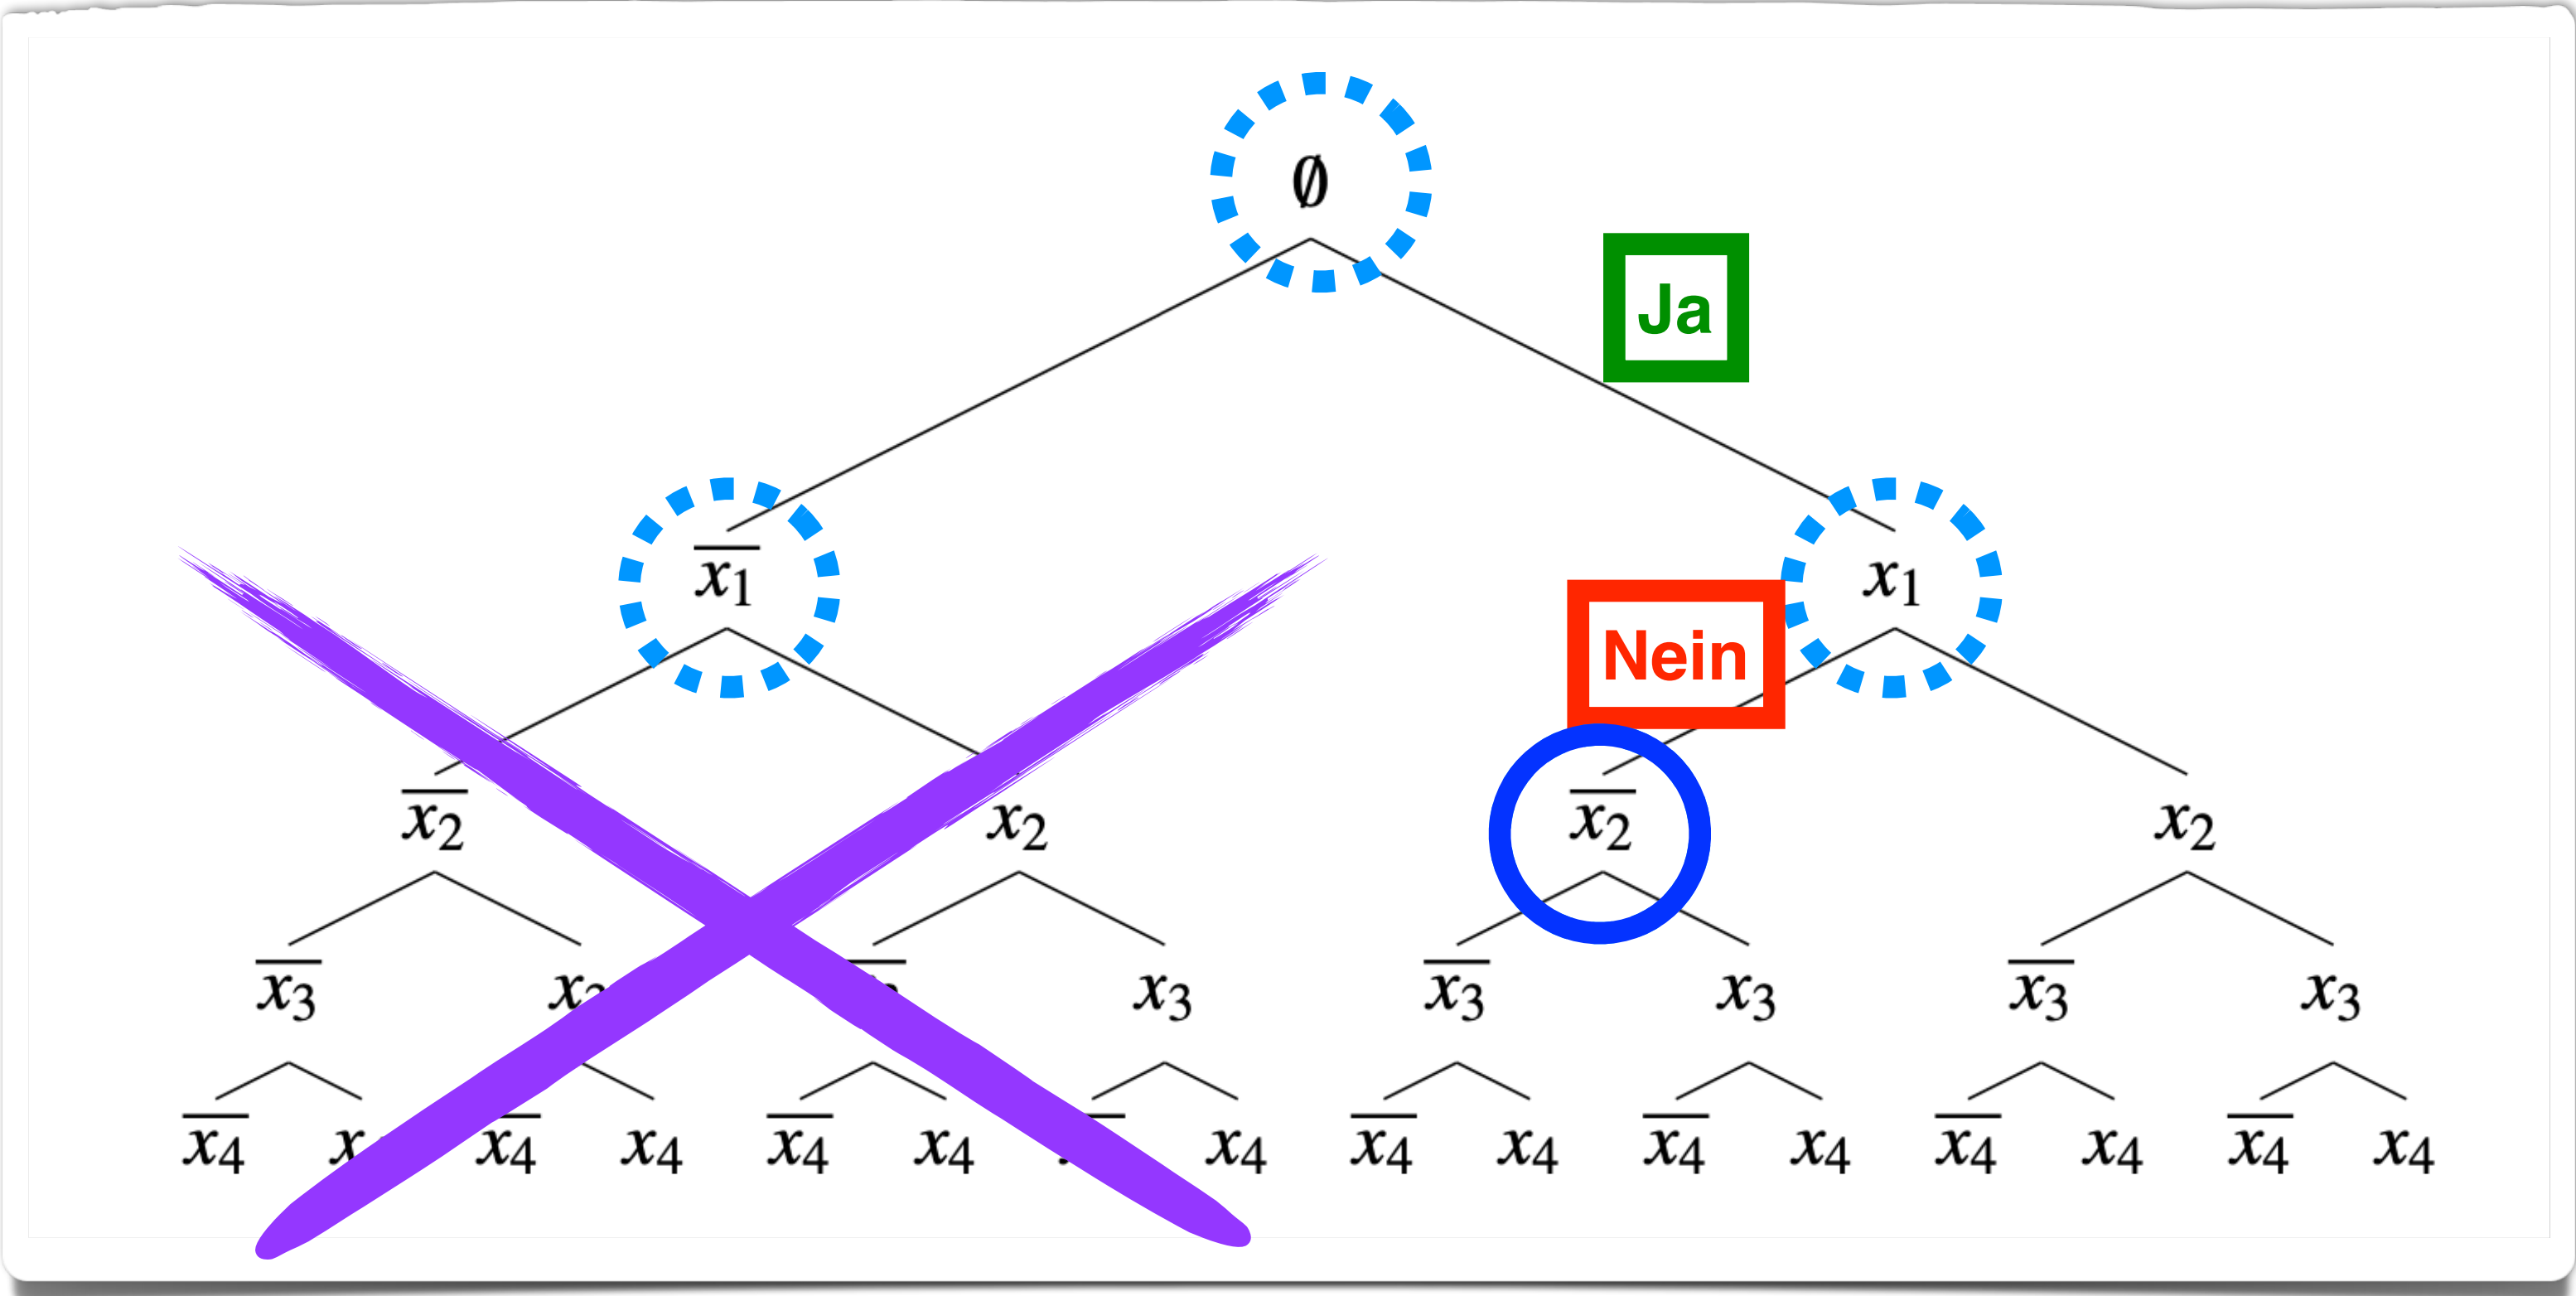 ∅
Ja
x̅₁ x₁
Nein
x̅₂ x₂ x̅₂ x₂
x̅₃ x₃ x̅₃ x₃ x̅₃ x₃
x̅₄ x̅₄ x₄ x̅₄ x₄ x₄ x̅₄ x₄ x̅₄ x₄ x̅₄ x₄ x̅₄ x₄